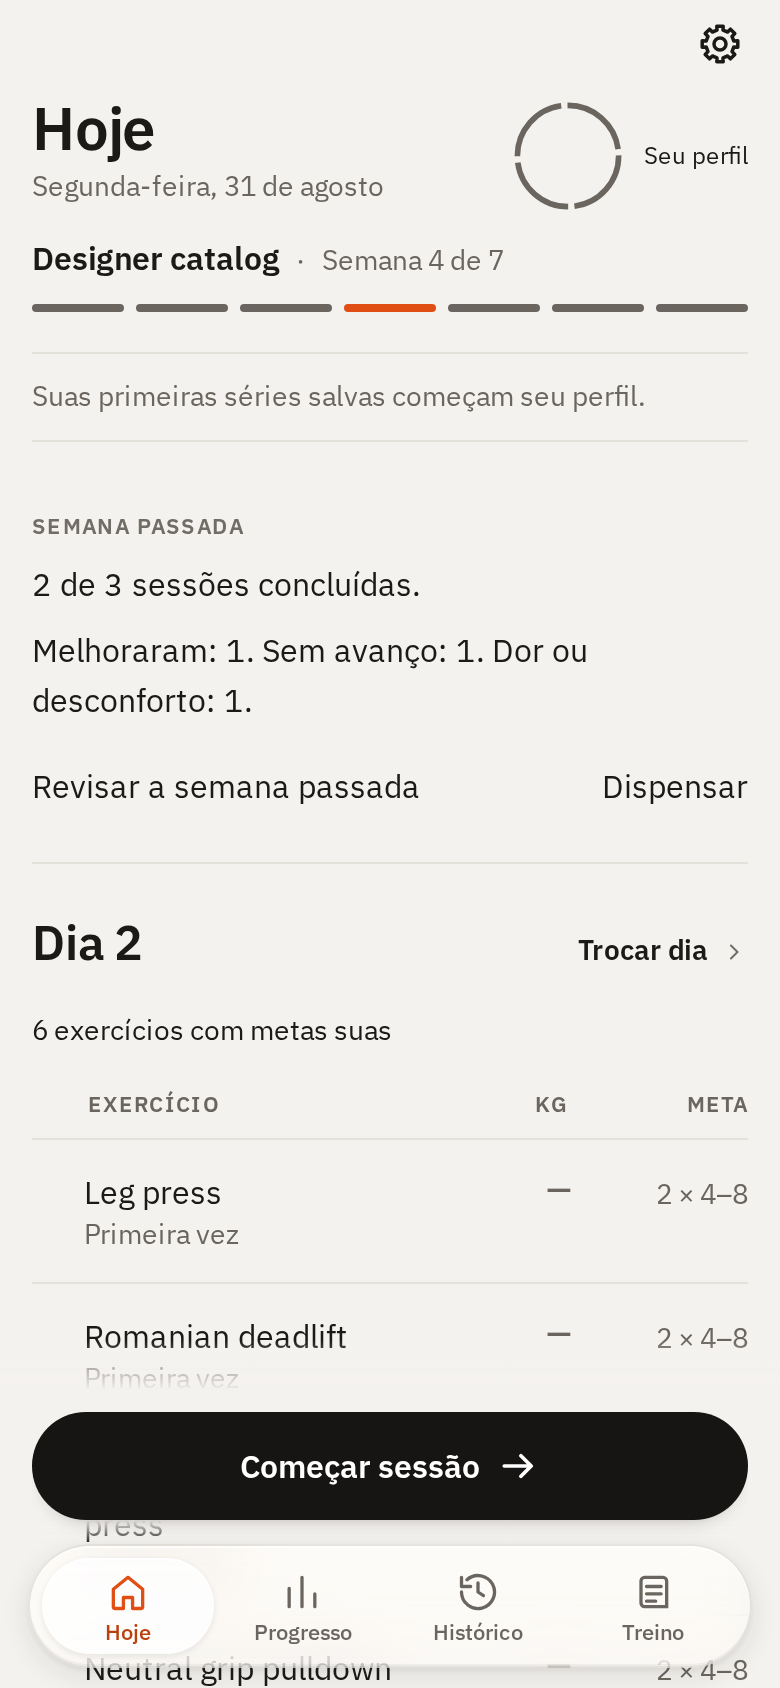 Hoje
Segunda-feira, 31 de agosto
Seu perfil
Designer catalog · Semana 4 de 7
Suas primeiras séries salvas começam seu perfil.
SEMANA PASSADA
2 de 3 sessões concluídas.
Melhoraram: 1. Sem avanço: 1. Dor ou
desconforto: 1.
Revisar a semana passada Dispensar
Dia 2
Trocar dia
6 exercícios com metas suas
EXERCÍCIO KG META
Leg press — 2 × 4–8
Primeira vez
Romanian deadlift — 2 × 4–8
Primeira vez
Começar sessão →
press
Hoje Progresso Histórico Treino
Neutral grip pulldown — 2 × 4–8